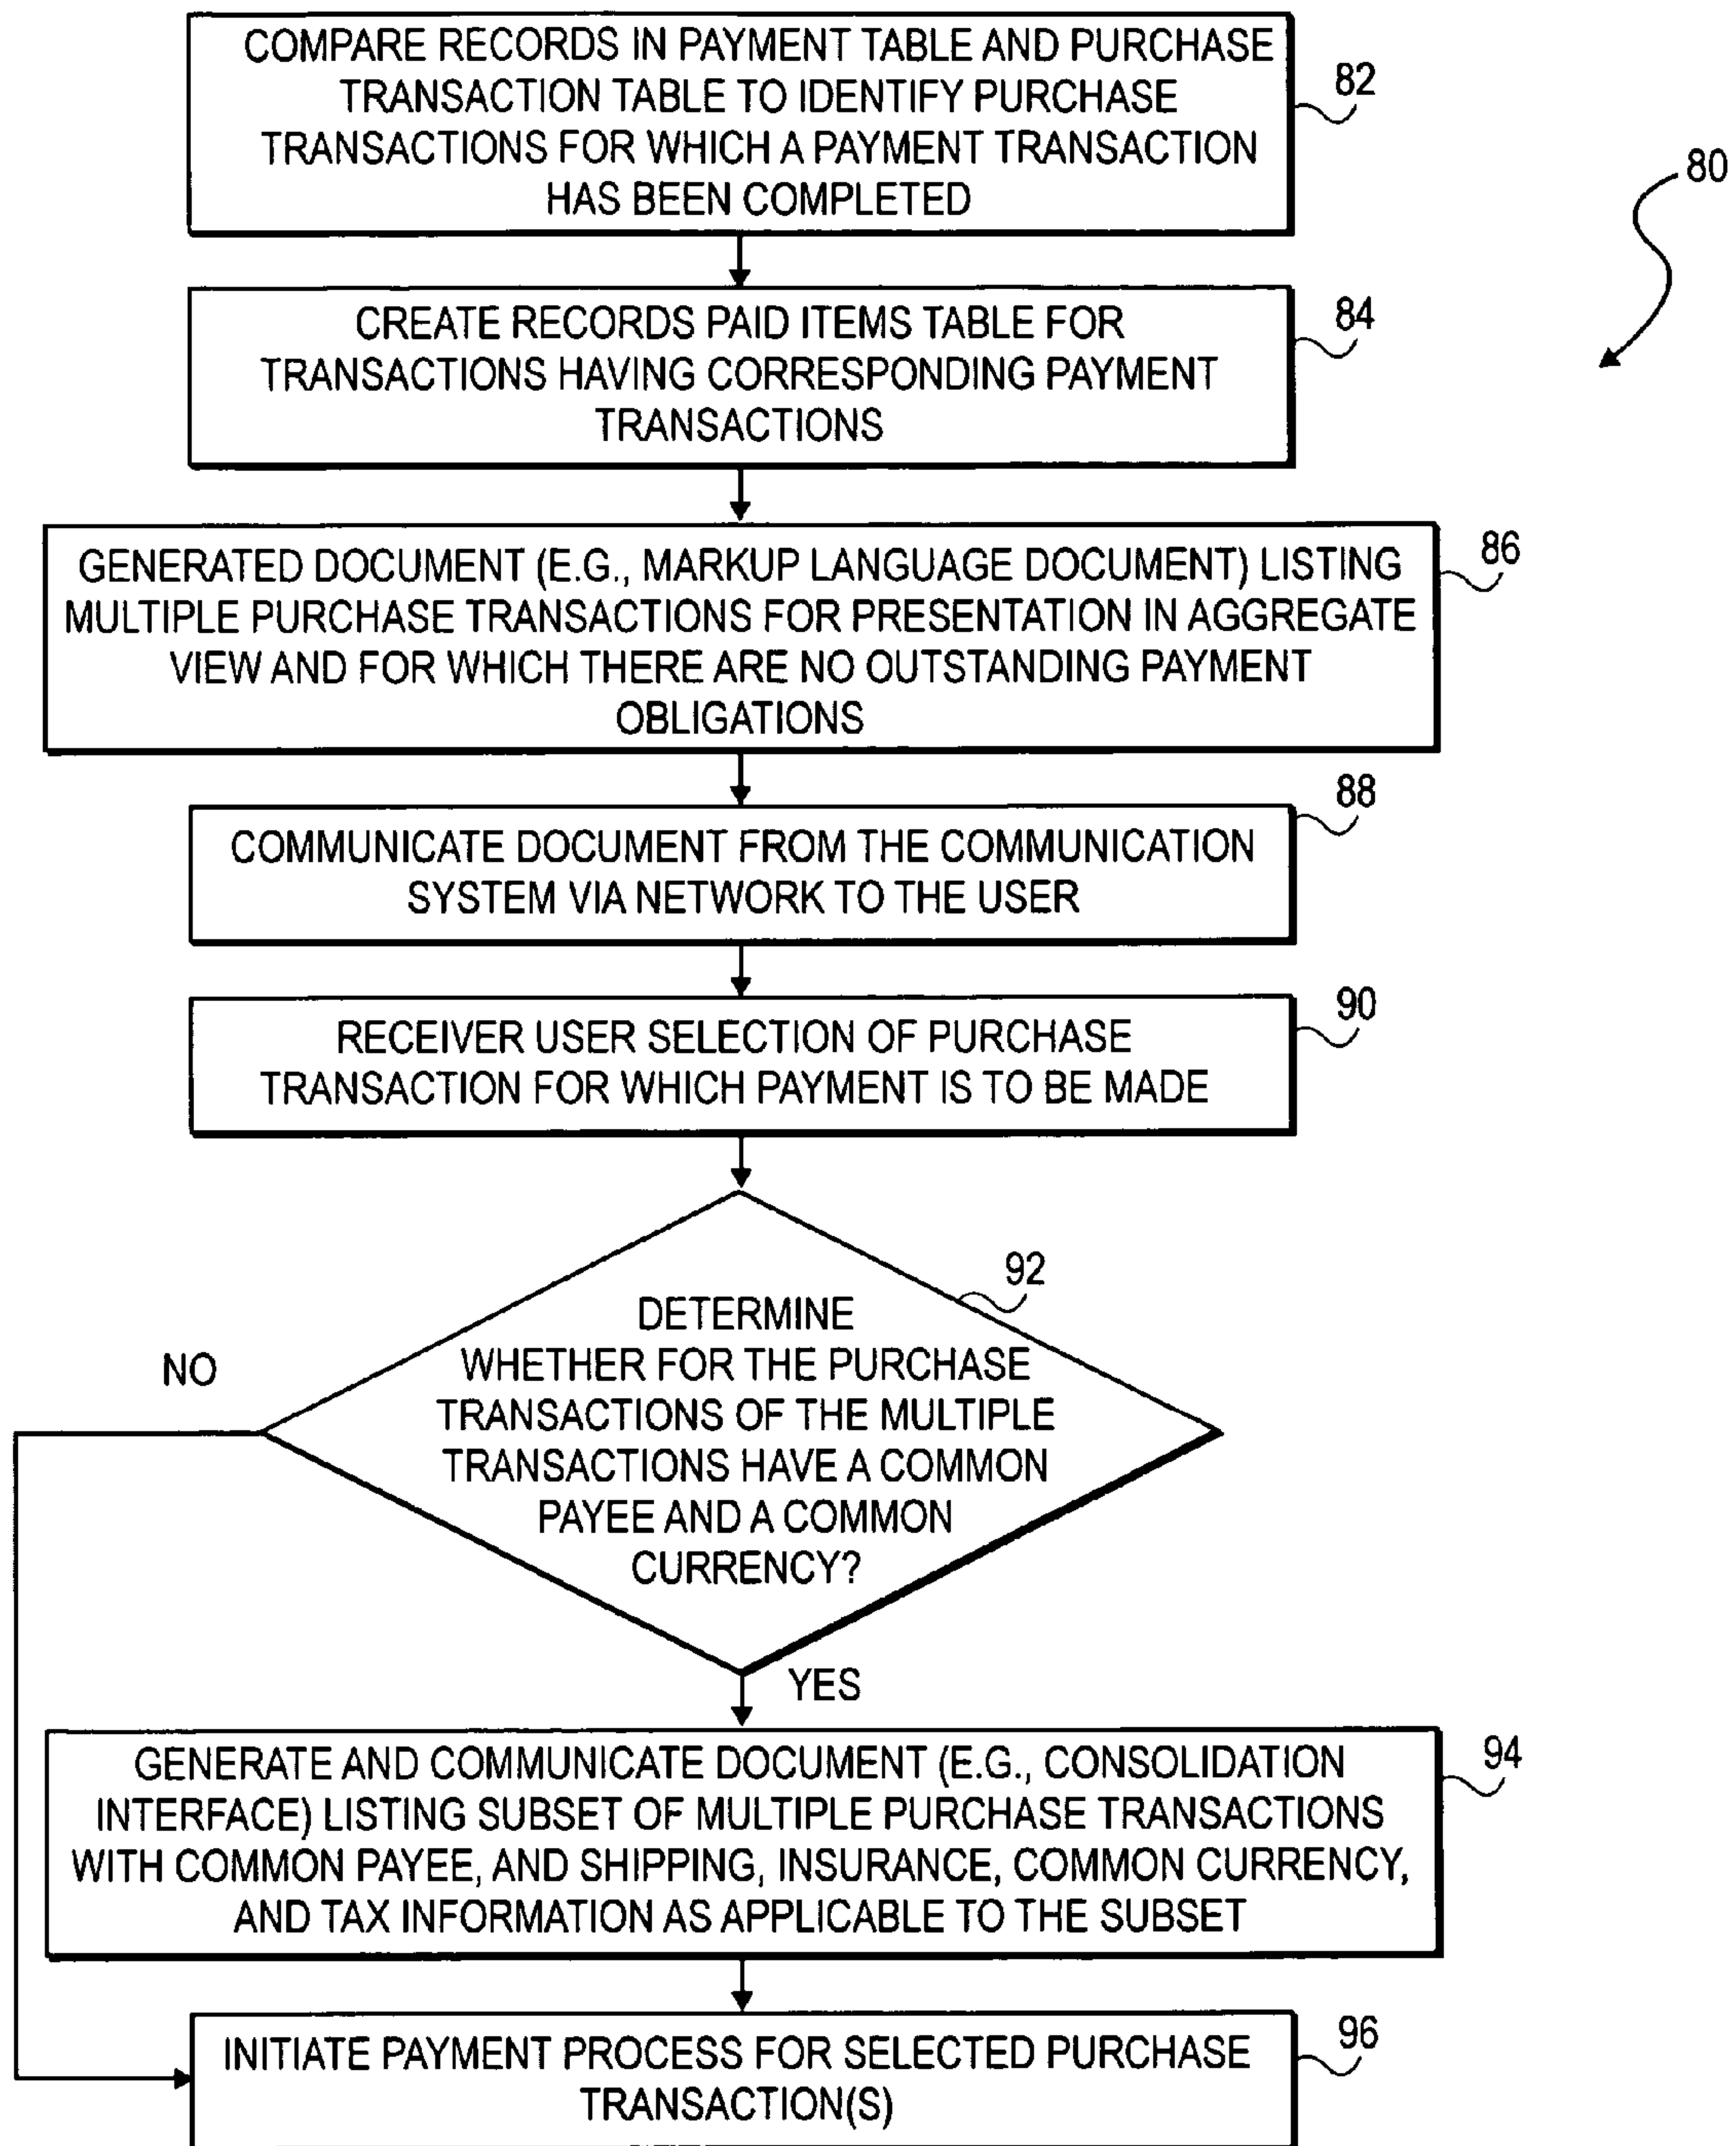 COMPARE RECORDS IN PAYMENT TABLE AND PURCHASE
TRANSACTION TABLE TO IDENTIFY PURCHASE
TRANSACTIONS FOR WHICH A PAYMENT TRANSACTION
HAS BEEN COMPLETED
82
80
CREATE RECORDS PAID ITEMS TABLE FOR
TRANSACTIONS HAVING CORRESPONDING PAYMENT
TRANSACTIONS
84
GENERATED DOCUMENT (E.G., MARKUP LANGUAGE DOCUMENT) LISTING
MULTIPLE PURCHASE TRANSACTIONS FOR PRESENTATION IN AGGREGATE
VIEW AND FOR WHICH THERE ARE NO OUTSTANDING PAYMENT
OBLIGATIONS
86
COMMUNICATE DOCUMENT FROM THE COMMUNICATION
SYSTEM VIA NETWORK TO THE USER
88
RECEIVER USER SELECTION OF PURCHASE
TRANSACTION FOR WHICH PAYMENT IS TO BE MADE
90
DETERMINE
WHETHER FOR THE PURCHASE
TRANSACTIONS OF THE MULTIPLE
TRANSACTIONS HAVE A COMMON
PAYEE AND A COMMON
CURRENCY?
92
NO
YES
GENERATE AND COMMUNICATE DOCUMENT (E.G., CONSOLIDATION
INTERFACE) LISTING SUBSET OF MULTIPLE PURCHASE TRANSACTIONS
WITH COMMON PAYEE, AND SHIPPING, INSURANCE, COMMON CURRENCY,
AND TAX INFORMATION AS APPLICABLE TO THE SUBSET
94
INITIATE PAYMENT PROCESS FOR SELECTED PURCHASE
TRANSACTION(S)
96